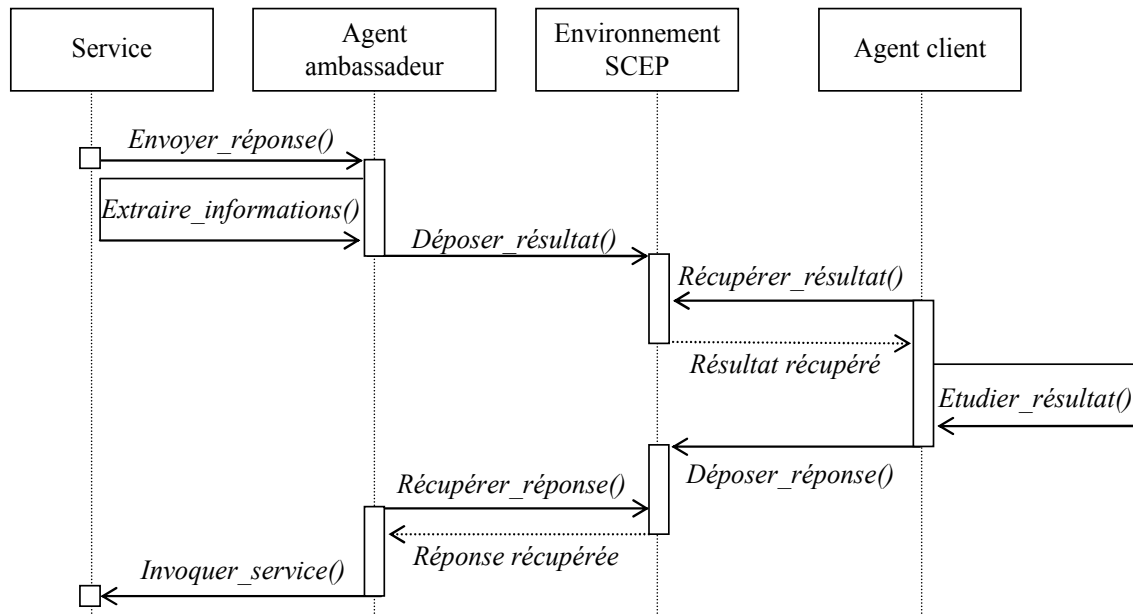 Service
Agent
ambassadeur
Environnement
SCEP
Agent client
Envoyer_réponse()
Extraire_informations()
Déposer_résultat()
Récupérer_résultat()
Résultat récupéré
Etudier_résultat()
Déposer_réponse()
Récupérer_réponse()
Réponse récupérée
Invoquer_service()